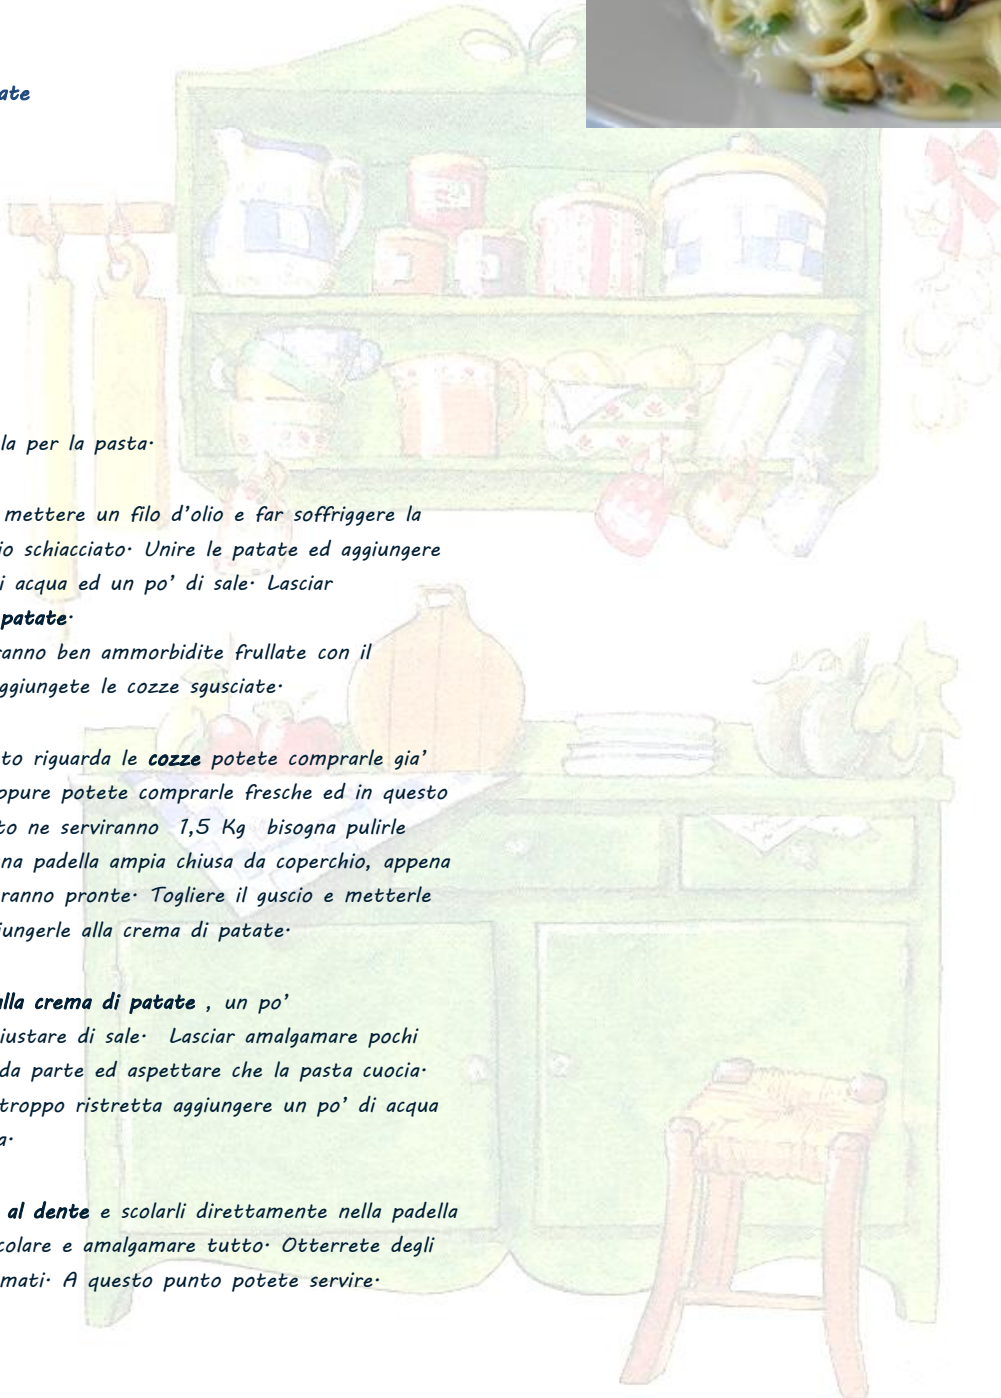 ate
la per la pasta·
mettere un filo d’olio e far soffriggere la
io schiacciato· Unire le patate ed aggiungere
i acqua ed un po’ di sale· Lasciar
patate·
ranno ben ammorbidite frullate con il
ggiungete le cozze sgusciate·
to riguarda le cozze potete comprarle gia’
ppure potete comprarle fresche ed in questo
to ne serviranno 1,5 Kg bisogna pulirle
na padella ampia chiusa da coperchio, appena
ranno pronte· Togliere il guscio e metterle
iungerle alla crema di patate·
lla crema di patate , un po’
iustare di sale· Lasciar amalgamare pochi
da parte ed aspettare che la pasta cuocia·
troppo ristretta aggiungere un po’ di acqua
a·
al dente e scolarli direttamente nella padella
colare e amalgamare tutto· Otterrete degli
mati· A questo punto potete servire·